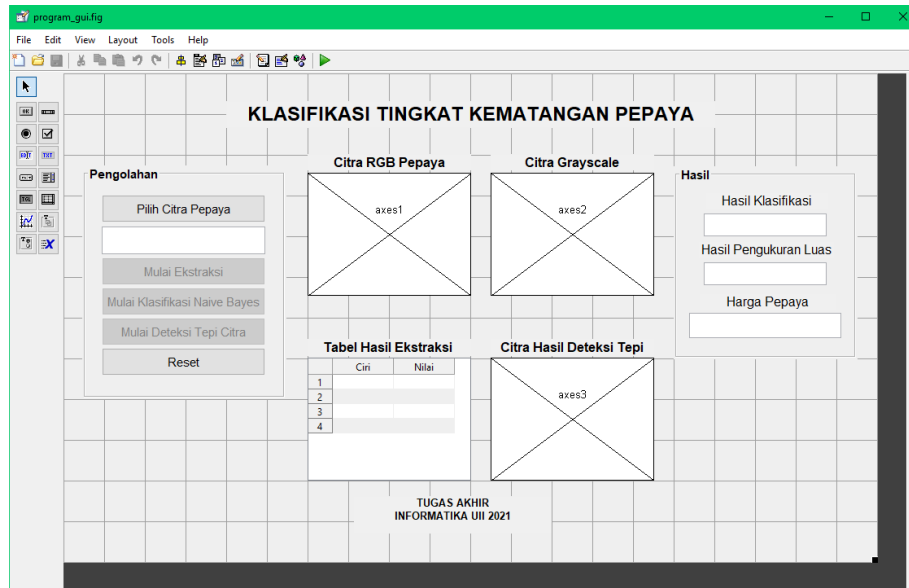 program_gui.fig
File Edit View Layout Tools Help
KLASIFIKASI TINGKAT KEMATANGAN PEPAYA
Pengolahan
Pilih Citra Pepaya
Mulai Ekstraksi
Mulai Klasifikasi Naive Bayes
Mulai Deteksi Tepi Citra
Reset
Citra RGB Pepaya
axes1
Citra Grayscale
axes2
Tabel Hasil Ekstraksi
Ciri Nilai
1
2
3
4
Citra Hasil Deteksi Tepi
axes3
Hasil
Hasil Klasifikasi
Hasil Pengukuran Luas
Harga Pepaya
TUGAS AKHIR
INFORMATIKA UII 2021